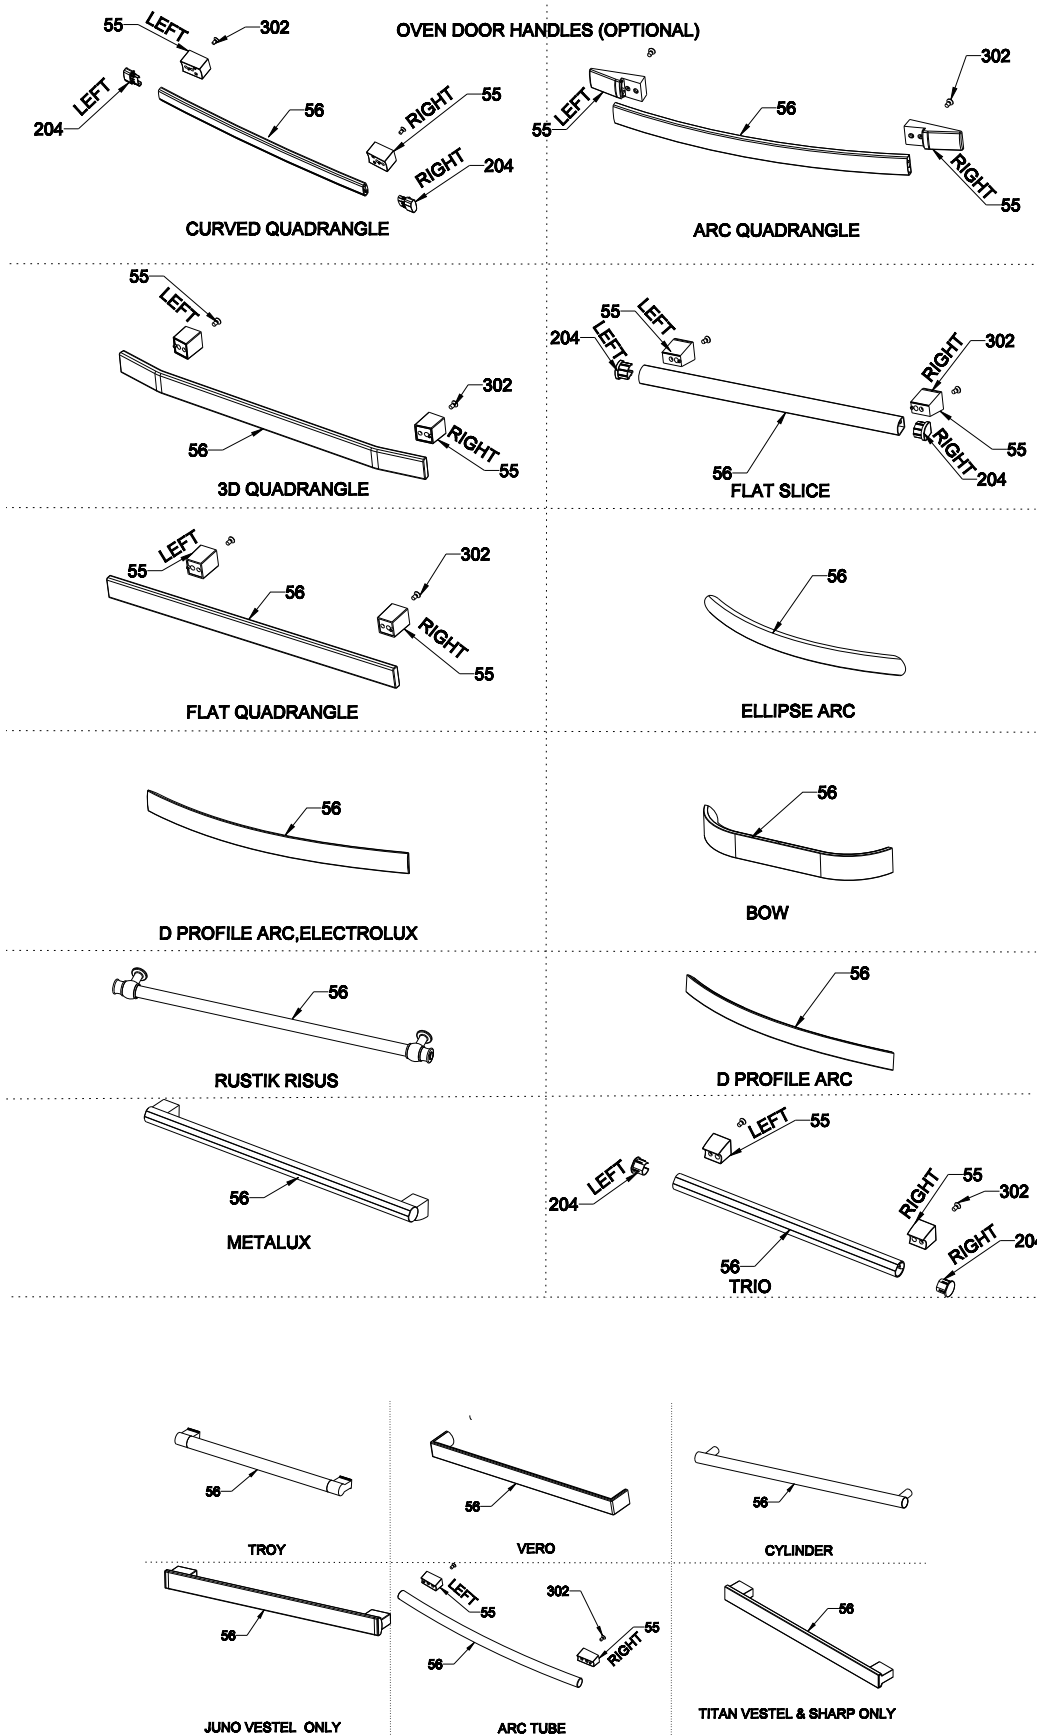 OVEN DOOR HANDLES (OPTIONAL)
55
LEFT
302
LEFT
204
56
RIGHT
55
RIGHT
204
CURVED QUADRANGLE
LEFT
55
56
302
RIGHT
55
ARC QUADRANGLE
55
LEFT
302
56
RIGHT
55
3D QUADRANGLE
55
LEFT
204
LEFT
RIGHT
302
55
RIGHT
204
56
FLAT SLICE
LEFT
55
302
56
RIGHT
55
FLAT QUADRANGLE
56
ELLIPSE ARC
56
D PROFILE ARC,ELECTROLUX
56
BOW
56
RUSTIK RISUS
56
D PROFILE ARC
56
METALUX
LEFT
55
LEFT
204
55
RIGHT
302
RIGHT
204
56
TRIO
56
TROY
56
VERO
56
CYLINDER
56
JUNO VESTEL ONLY
LEFT
55
302
55
RIGHT
56
ARC TUBE
56
TITAN VESTEL & SHARP ONLY